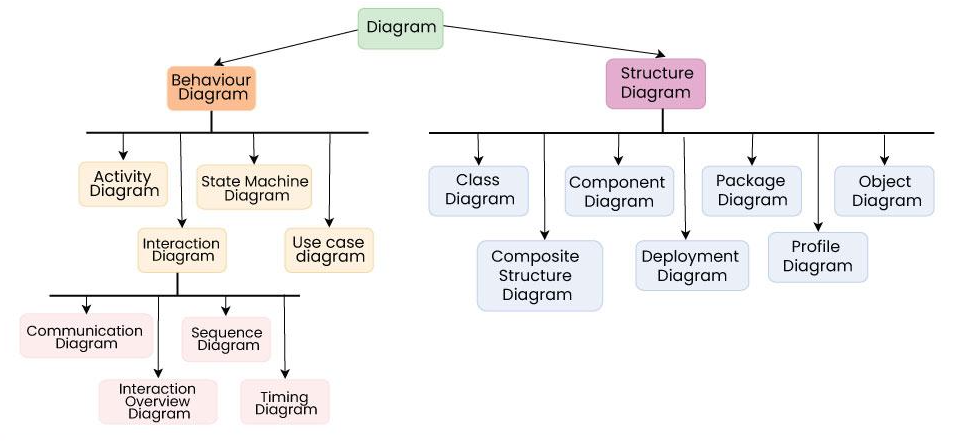 Diagram
Behaviour
Diagram
Structure
Diagram
Activity
Diagram
State Machine
Diagram
Interaction
Diagram
Use case
diagram
Class
Diagram
Component
Diagram
Package
Diagram
Object
Diagram
Composite
Structure
Diagram
Deployment
Diagram
Profile
Diagram
Communication
Diagram
Sequence
Diagram
Interaction
Overview
Diagram
Timing
Diagram